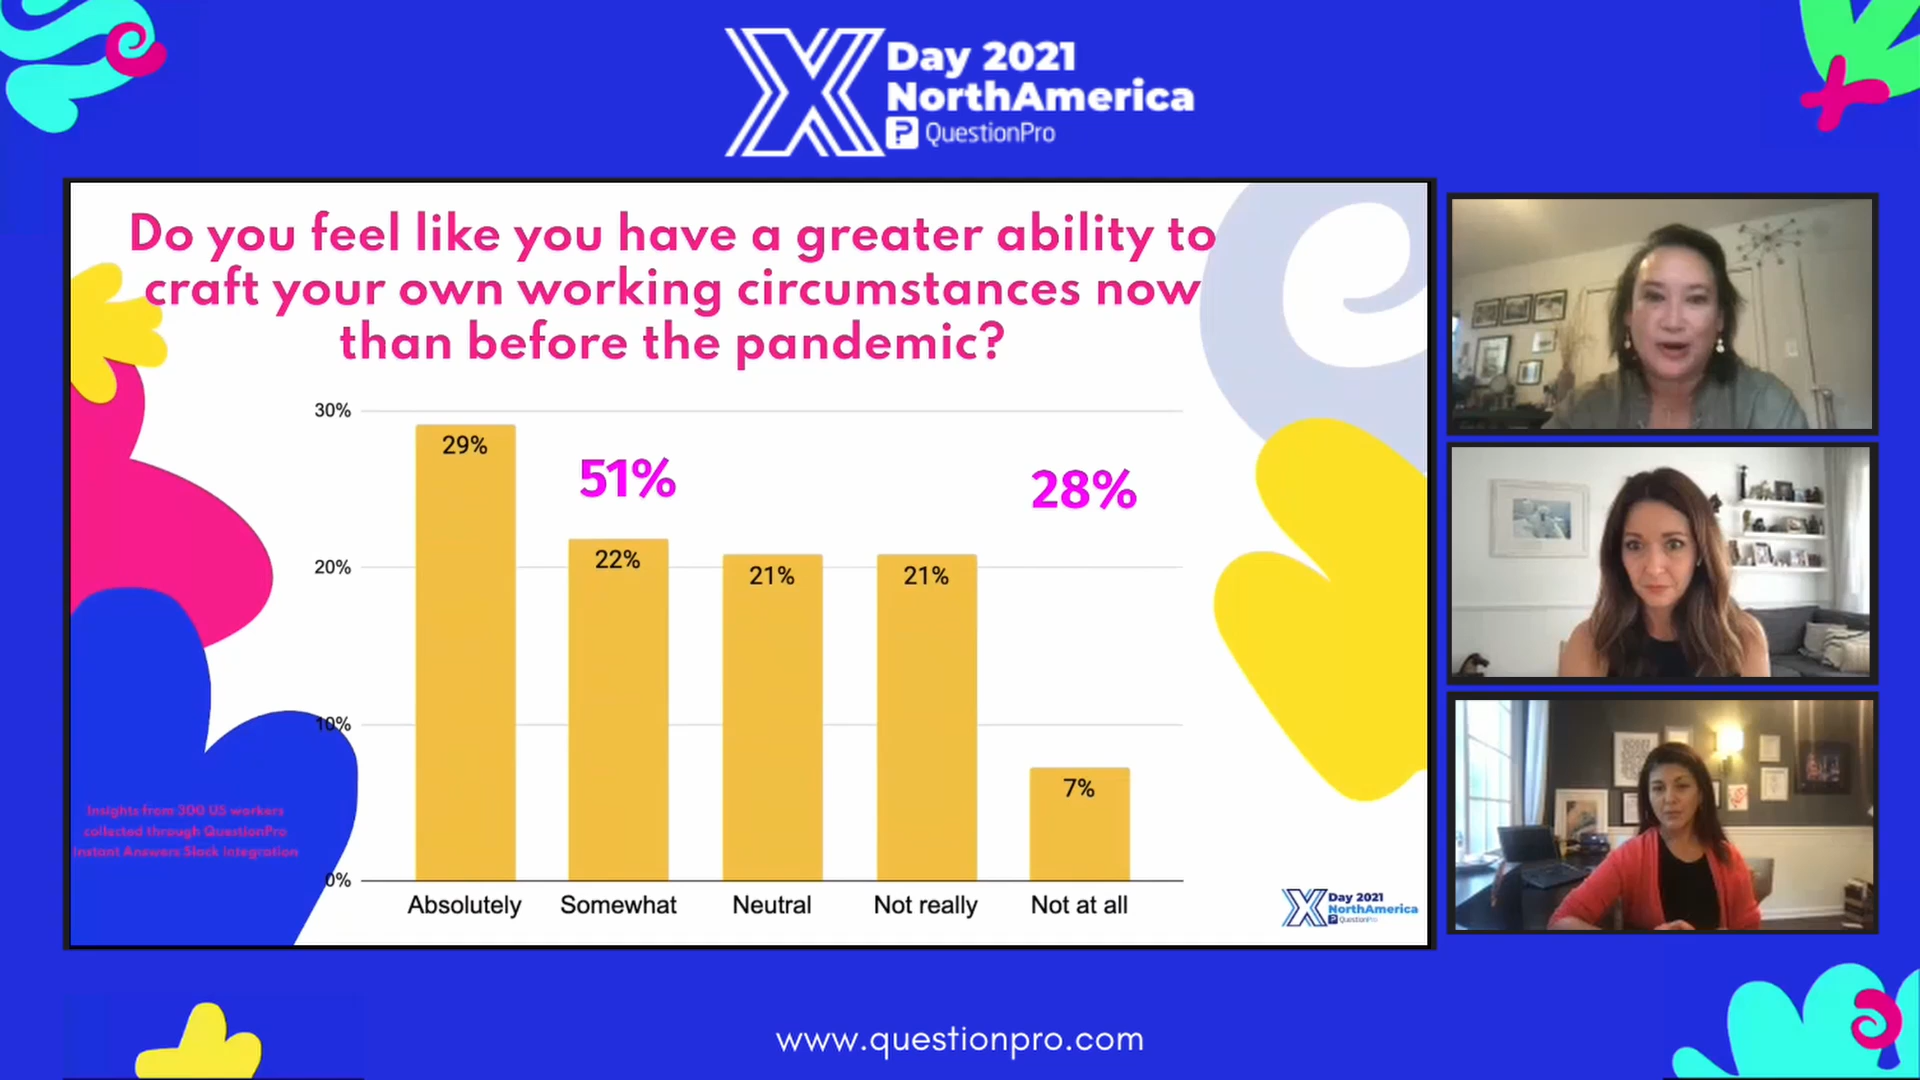 Day 2021
NorthAmerica
QuestionPro
Do you feel like you have a greater ability to
craft your own working circumstances now
than before the pandemic?
30%
20%
10%
0%
29%
51%
22%
21%
21%
28%
7%
Absolutely
Somewhat
Neutral
Not really
Not at all
Insights from 300 US workers
collected through QuestionPro
Instant Answers Slack Integration
Day 2021
NorthAmerica
QuestionPro
www.questionpro.com